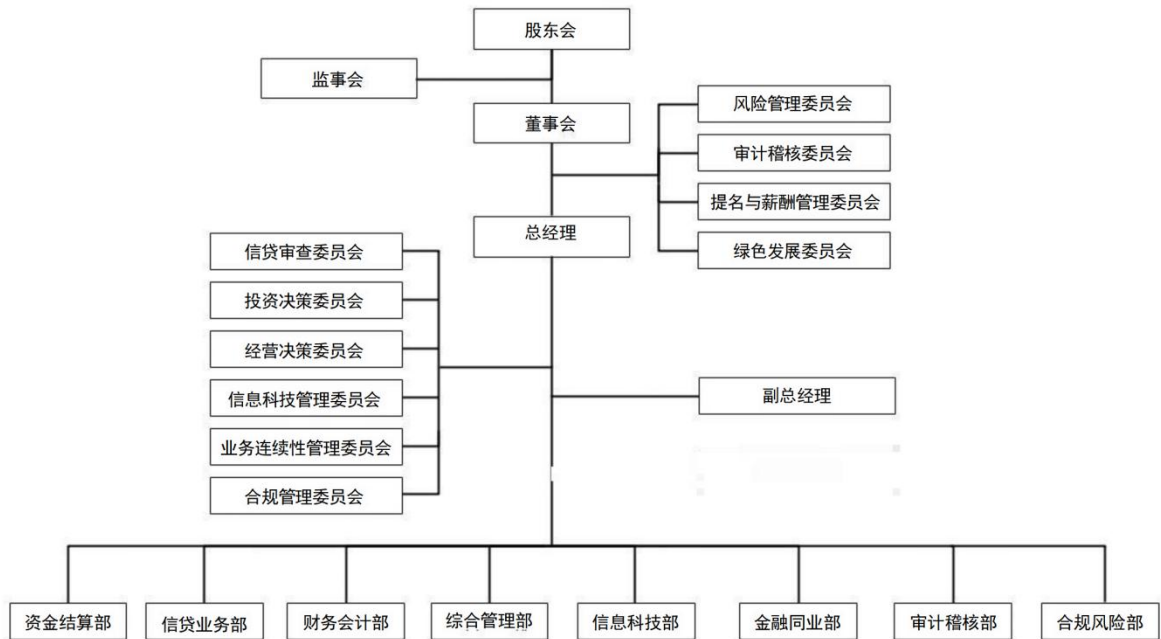 股东会
监事会
董事会
风险管理委员会
审计稽核委员会
提名与薪酬管理委员会
绿色发展委员会
总经理
信贷审查委员会
投资决策委员会
经营决策委员会
信息科技管理委员会
业务连续性管理委员会
合规管理委员会
副总经理
资金结算部
信贷业务部
财务会计部
综合管理部
信息科技部
金融同业部
审计稽核部
合规风险部